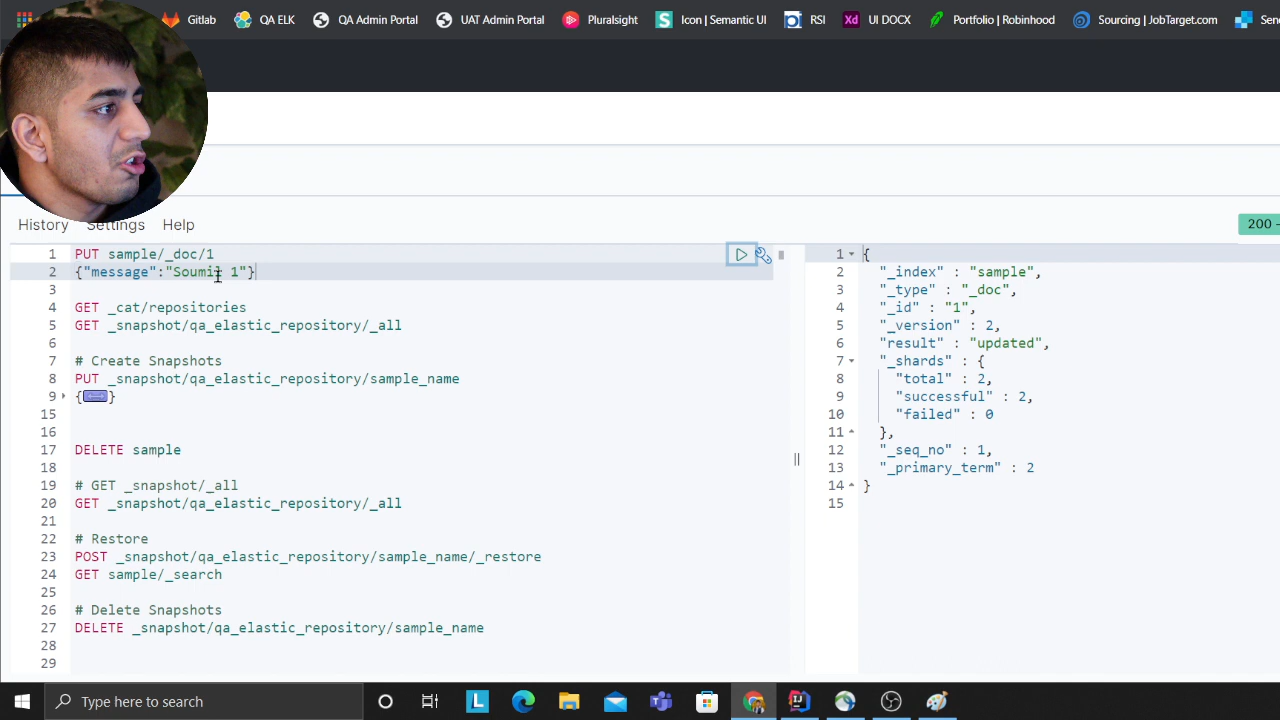 Gitlab QA ELK QA Admin Portal UAT Admin Portal Pluralsight Icon | Semantic UI RSI Xd UI DOCX Portfolio | Robinhood Sourcing | JobTarget.com Sen
History Settings Help
200 -
1 PUT sample/_doc/1
2 {"message":"Soumi 1"}
3
4 GET _cat/repositories
5 GET _snapshot/qa_elastic_repository/_all
6
7 # Create Snapshots
8 PUT _snapshot/qa_elastic_repository/sample_name
9 { }
15
16
17 DELETE sample
18
19 # GET _snapshot/_all
20 GET _snapshot/qa_elastic_repository/_all
21
22 # Restore
23 POST _snapshot/qa_elastic_repository/sample_name/_restore
24 GET sample/_search
25
26 # Delete Snapshots
27 DELETE _snapshot/qa_elastic_repository/sample_name
28
29
1 {
2 "_index" : "sample",
3 "_type" : "_doc",
4 "_id" : "1",
5 "_version" : 2,
6 "result" : "updated",
7 "_shards" : {
8 "total" : 2,
9 "successful" : 2,
10 "failed" : 0
11 },
12 "_seq_no" : 1,
13 "_primary_term" : 2
14 }
15
Type here to search